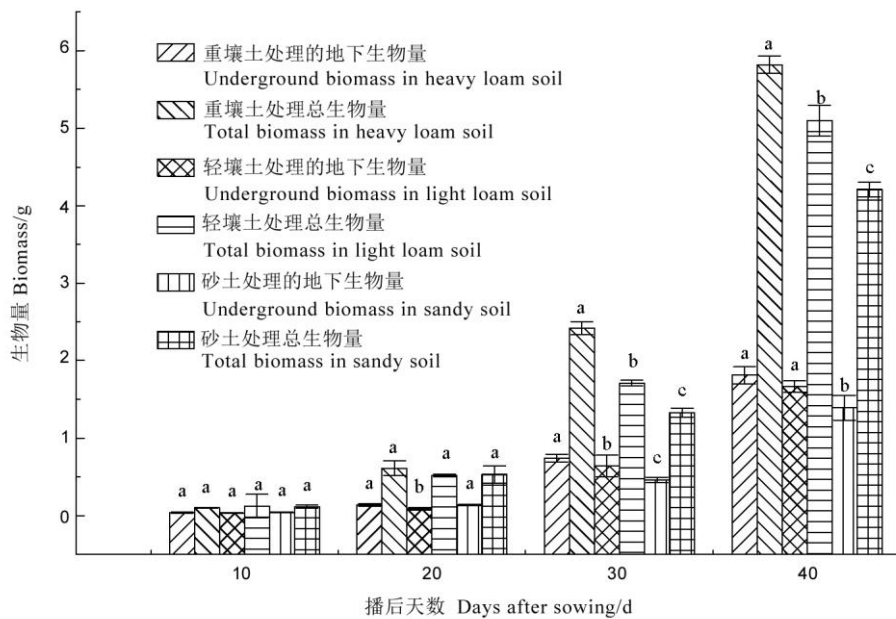 6
5
4
3
2
1
0
生物量 Biomass/g
重壤土处理的地下生物量
Underground biomass in heavy loam soil
重壤土处理总生物量
Total biomass in heavy loam soil
轻壤土处理的地下生物量
Underground biomass in light loam soil
轻壤土处理总生物量
Total biomass in light loam soil
砂土处理的地下生物量
Underground biomass in sandy soil
砂土处理总生物量
Total biomass in sandy soil
a a a a a a
a a b a a a
a a b b c c
a a a b b c
10 20 30 40
播后天数 Days after sowing/d